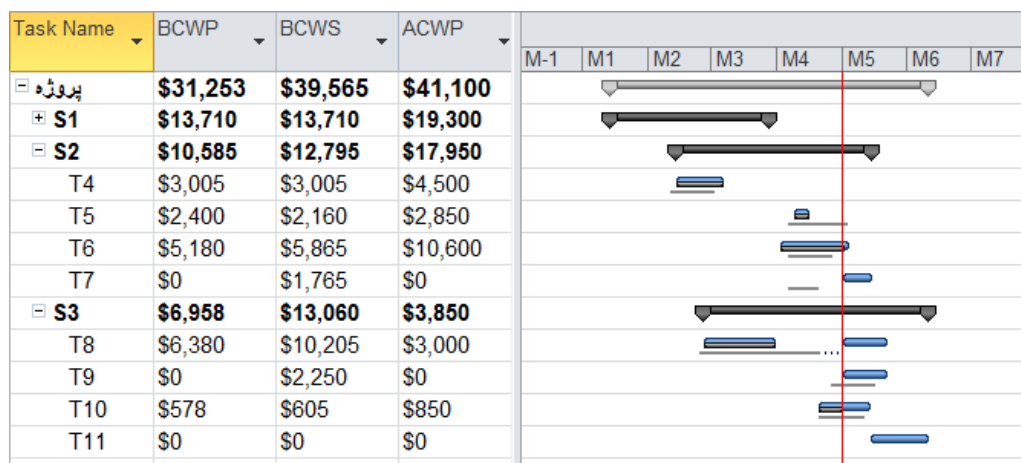 Task Name BCWP BCWS ACWP
M-1 M1 M2 M3 M4 M5 M6 M7
پروژه $31,253 $39,565 $41,100
S1 $13,710 $13,710 $19,300
S2 $10,585 $12,795 $17,950
T4 $3,005 $3,005 $4,500
T5 $2,400 $2,160 $2,850
T6 $5,180 $5,865 $10,600
T7 $0 $1,765 $0
S3 $6,958 $13,060 $3,850
T8 $6,380 $10,205 $3,000
T9 $0 $2,250 $0
T10 $578 $605 $850
T11 $0 $0 $0